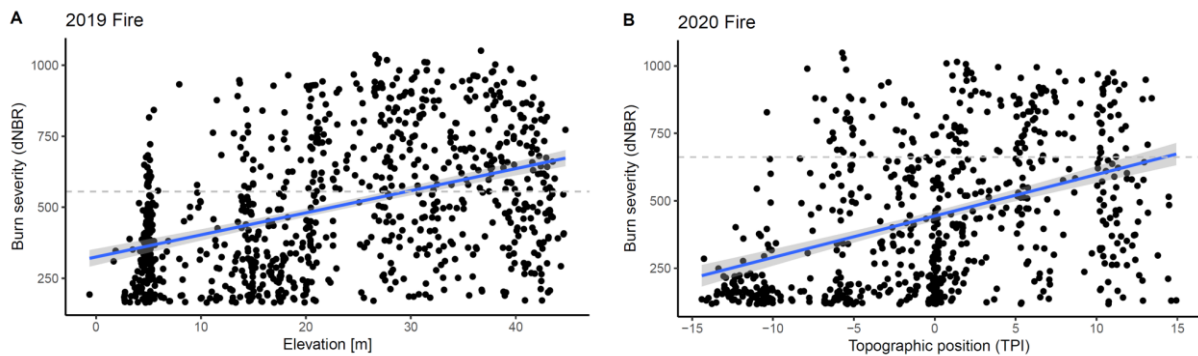 A
2019 Fire
Burn severity (dNBR)
1000
750
500
250
0
10
20
30
40
Elevation [m]
B
2020 Fire
Burn severity (dNBR)
1000
750
500
250
−15
−10
−5
0
5
10
15
Topographic position (TPI)